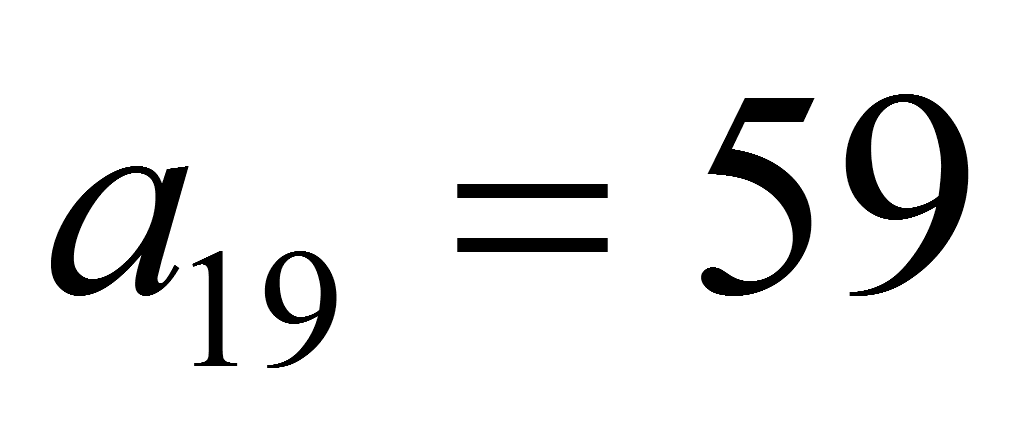 a₁₉ = 59